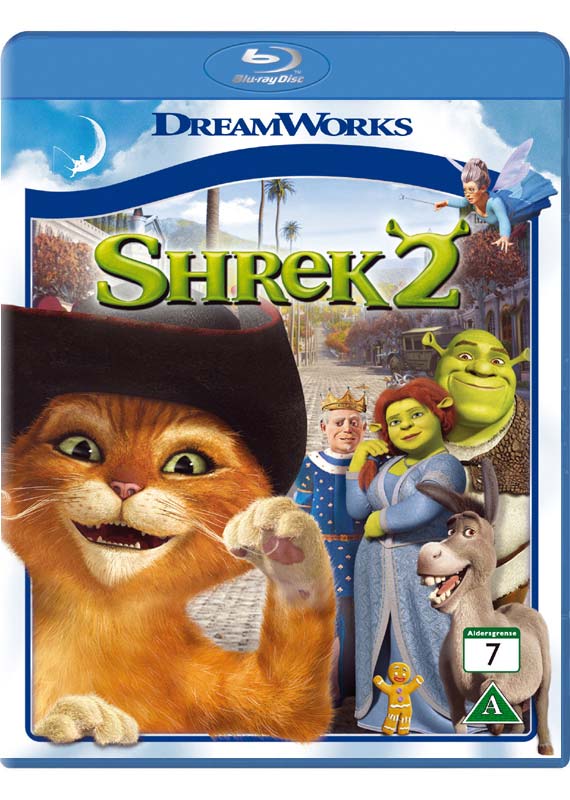 Blu-ray Disc
DREAMWORKS
SHREK 2
Aldersgrense
7
A